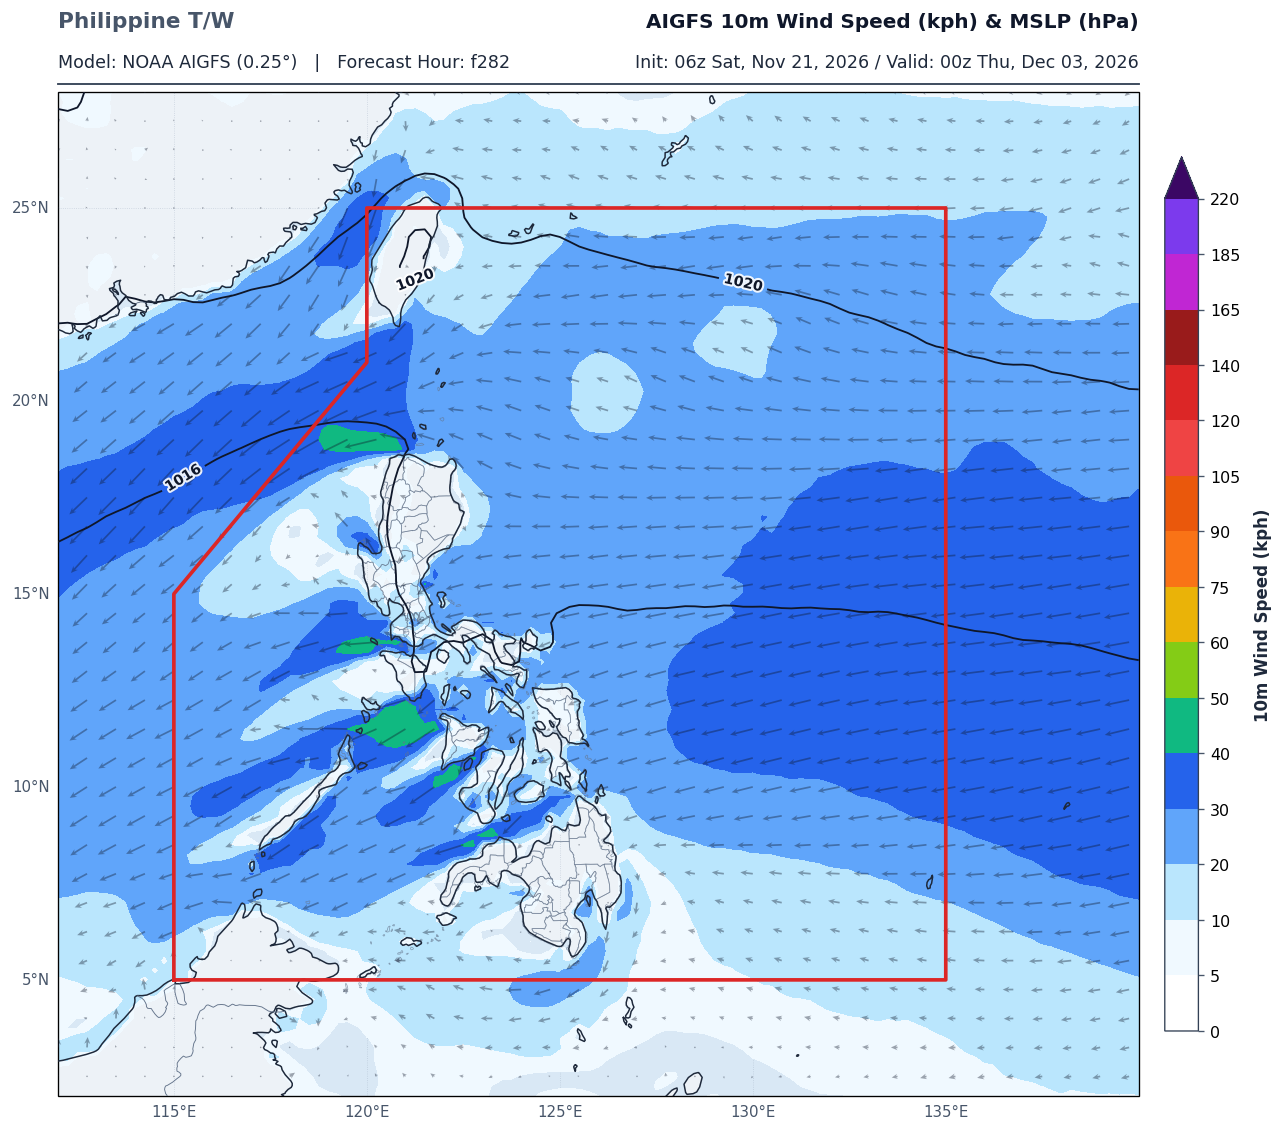 Philippine T/W
AIGFS 10m Wind Speed (kph) & MSLP (hPa)
Model: NOAA AIGFS (0.25°) | Forecast Hour: f282
Init: 06z Sat, Nov 21, 2026 / Valid: 00z Thu, Dec 03, 2026
25°N
20°N
15°N
10°N
5°N
115°E
120°E
125°E
130°E
135°E
1020
1020
1016
220
185
165
140
120
105
90
75
60
50
40
30
20
10
5
0
10m Wind Speed (kph)